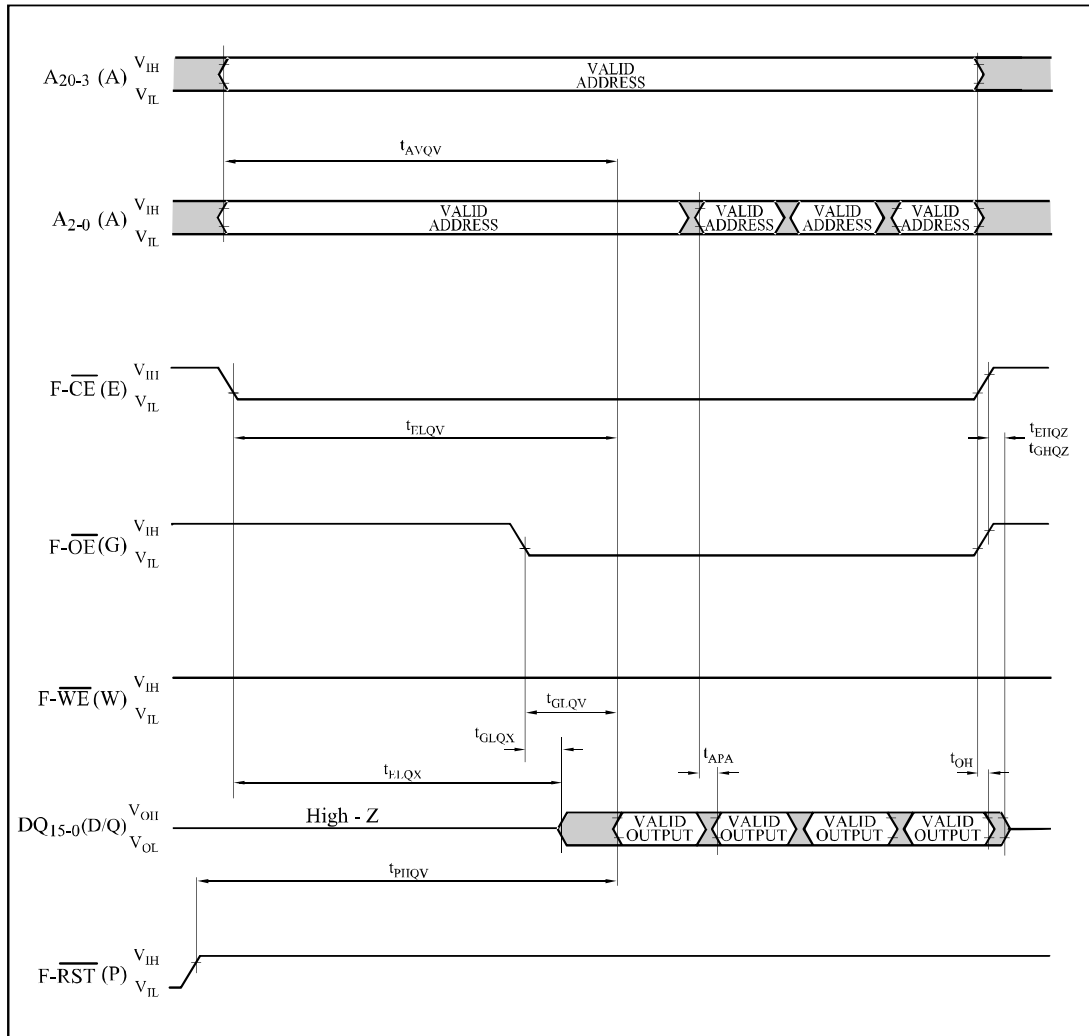 A20-3 (A) VIH VIL
VALID
ADDRESS
tAVQV
A2-0 (A) VIH VIL
VALID
ADDRESS
VALID
ADDRESS
VALID
ADDRESS
VALID
ADDRESS
F-CE (E) VIH VIL
tELQV
tEHQZ
tGHQZ
F-OE (G) VIH VIL
F-WE (W) VIH VIL
tGLQV
tGLQX
tELQX
tAPA
tOH
DQ15-0 (D/Q) VOH VOL
High - Z
VALID
OUTPUT
VALID
OUTPUT
VALID
OUTPUT
VALID
OUTPUT
tPHQV
F-RST (P) VIH VIL